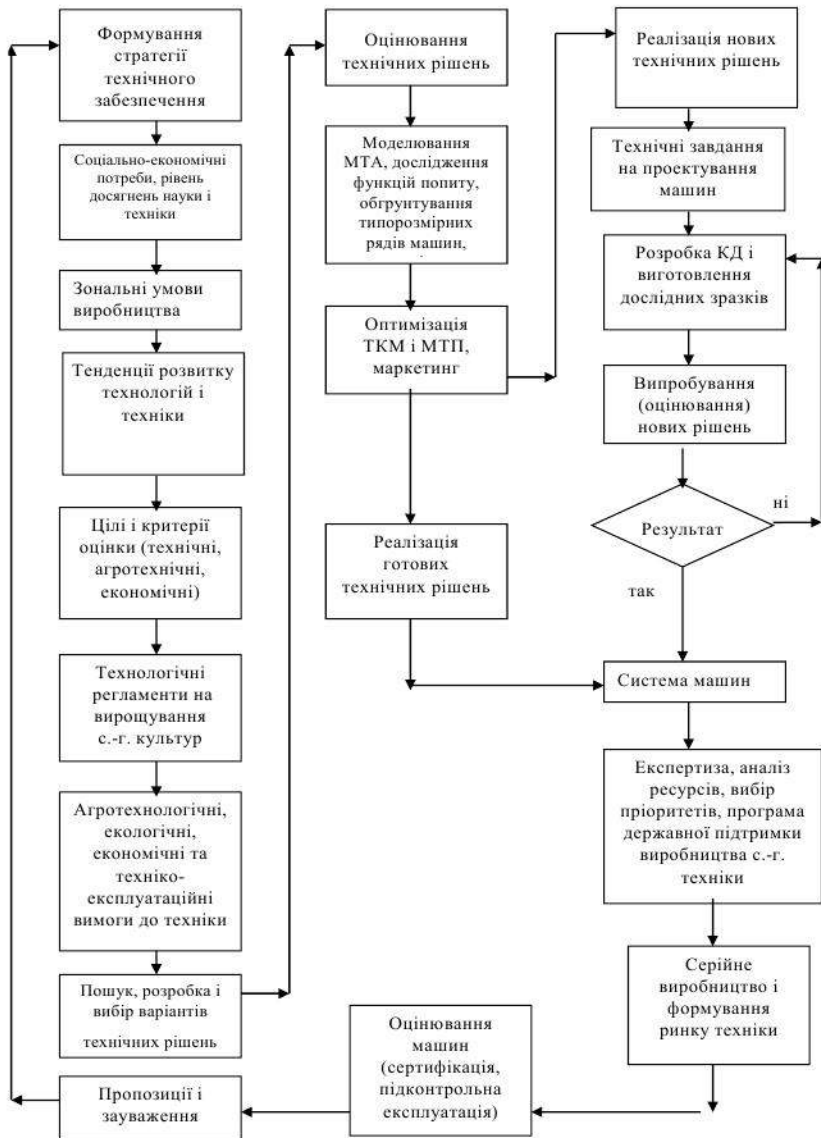 Формування
стратегії
технічного
забезпечення
Соціально-економічні
потреби, рівень
досягнень науки і
техніки
Зональні умови
виробництва
Тенденції розвитку
технологій і
техніки
Цілі і критерії
оцінки (технічні,
агротехнічні,
економічні)
Технологічні
регламенти на
вирощування
с.-г. культур
Агротехнологічні,
екологічні,
економічні та
техніко-
експлуатаційні
вимоги до техніки
Пошук, розробка і
вибір варіантів
технічних рішень
Оцінювання
технічних рішень
Моделювання
МТА, дослідження
функцій попиту,
обгрунтування
типорозмірних
рядів машин,
Оптимізація
ТКМ і МТП,
маркетинг
Реалізація
готових
технічних рішень
Реалізація нових
технічних рішень
Технічні завдання
на проектування
машин
Розробка КД і
виготовлення
дослідних зразків
Випробування
(оцінювання)
нових рішень
Результат
ні
так
Система машин
Експертиза, аналіз
ресурсів, вибір
пріоритетів, програма
державної підтримки
виробництва с.-г.
техніки
Серійне
виробництво і
формування
ринку техніки
Оцінювання
машин
(сертифікація,
підконтрольна
експлуатація)
Пропозиції і
зауваження